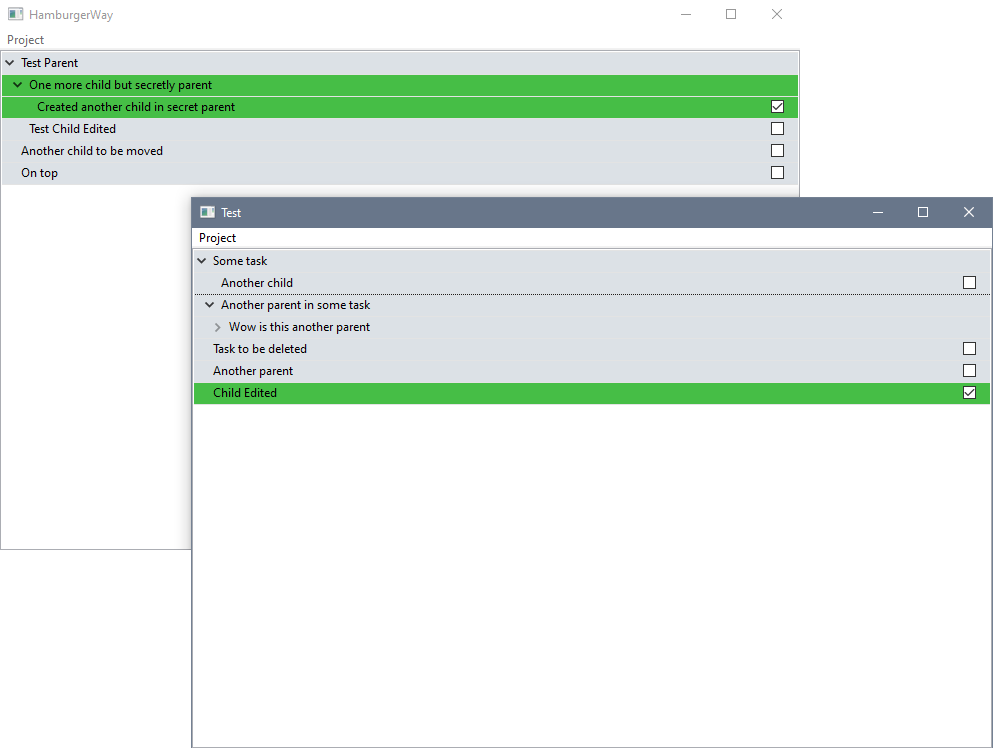 HamburgerWay
Project
Test Parent
One more child but secretly parent
Created another child in secret parent
Test Child Edited
Another child to be moved
On top
Test
Project
Some task
Another child
Another parent in some task
Wow is this another parent
Task to be deleted
Another parent
Child Edited